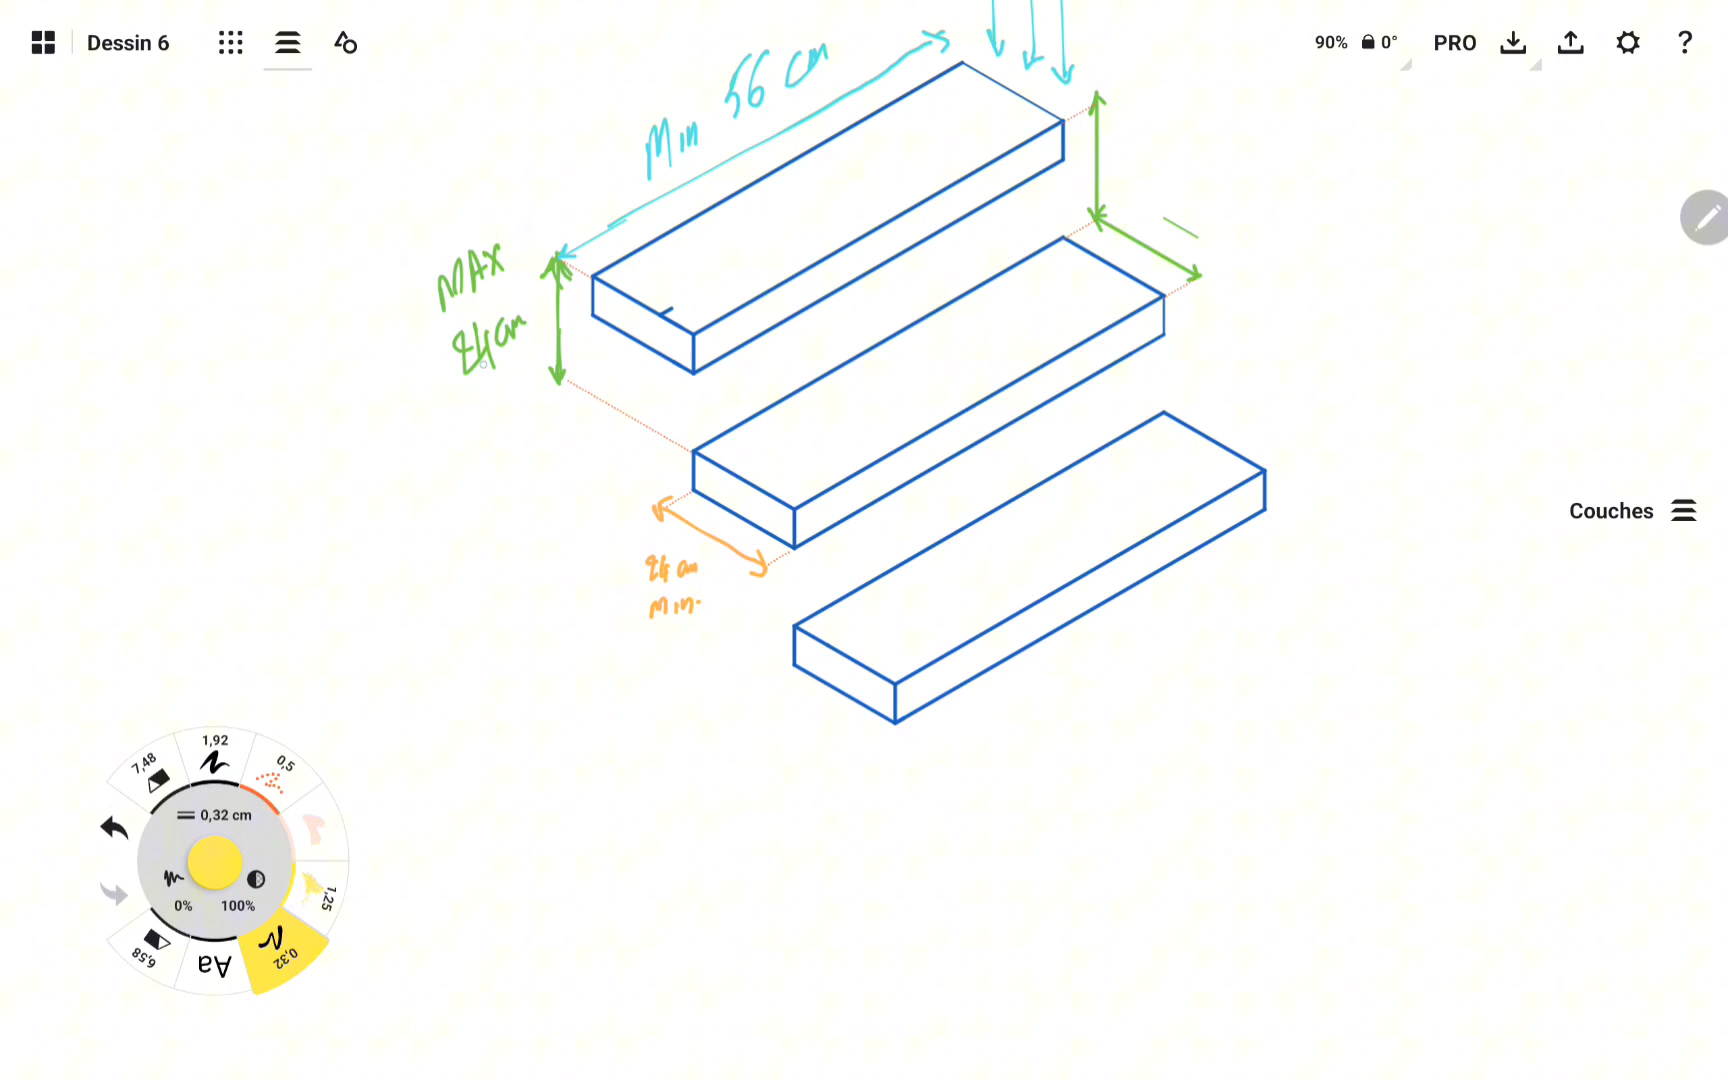 Dessin 6
90%
0°
PRO
?
Min 56 cm
MAX
24 cm
24 cm
Min.
Couches
7,48
1,92
0,5
0,32 cm
1,25
0%
100%
6,58
Aa
0,32